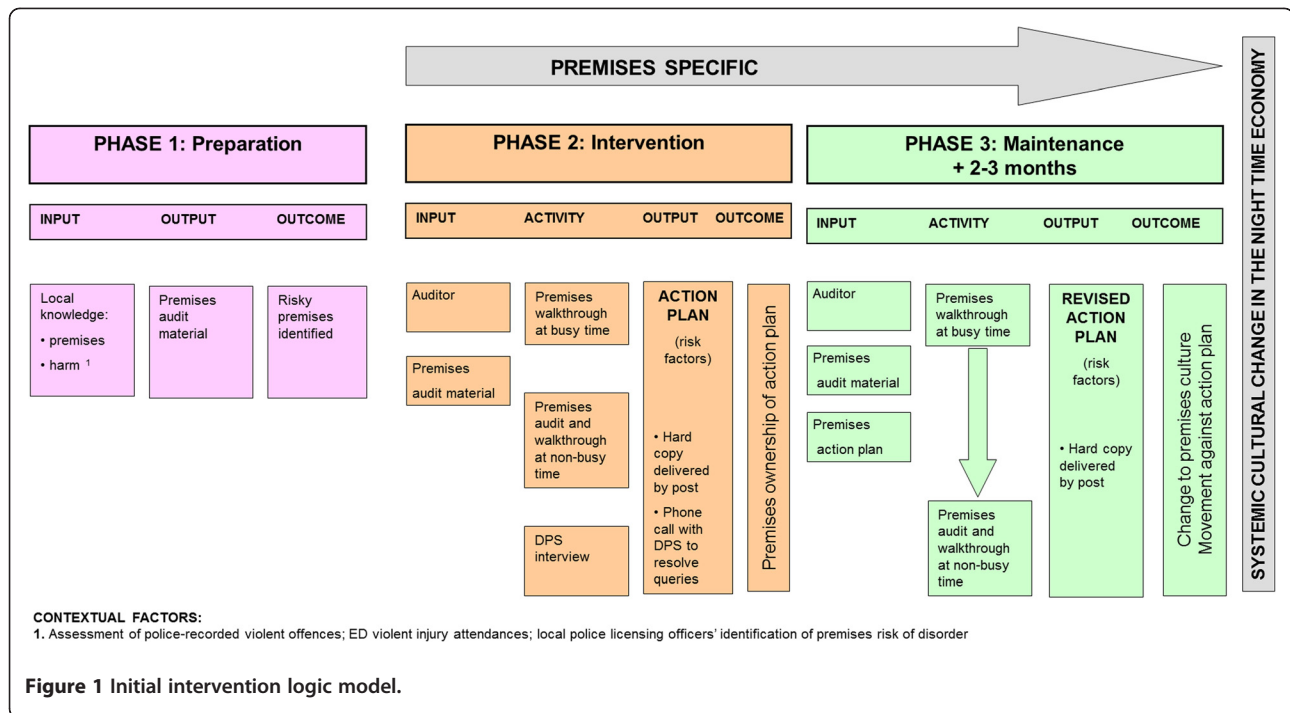 PREMISES SPECIFIC
SYSTEMIC CULTURAL CHANGE IN THE NIGHT TIME ECONOMY
PHASE 1: Preparation
INPUT OUTPUT OUTCOME
Local
knowledge:
• premises
• harm ¹
Premises
audit
material
Risky
premises
identified
PHASE 2: Intervention
INPUT ACTIVITY OUTPUT OUTCOME
Auditor
Premises
audit material
Premises
walkthrough
at busy time
Premises
audit and
walkthrough
at non-busy
time
DPS
interview
ACTION
PLAN
(risk
factors)
• Hard
copy
delivered
by post
• Phone
call with
DPS to
resolve
queries
Premises ownership of action plan
PHASE 3: Maintenance
+ 2-3 months
INPUT ACTIVITY OUTPUT OUTCOME
Auditor
Premises
audit material
Premises
action plan
Premises
walkthrough
at busy time
Premises
audit and
walkthrough
at non-busy
time
REVISED
ACTION
PLAN
(risk
factors)
• Hard copy
delivered
by post
Change to premises culture
Movement against action plan
CONTEXTUAL FACTORS:
1. Assessment of police-recorded violent offences; ED violent injury attendances; local police licensing officers' identification of premises risk of disorder
Figure 1 Initial intervention logic model.